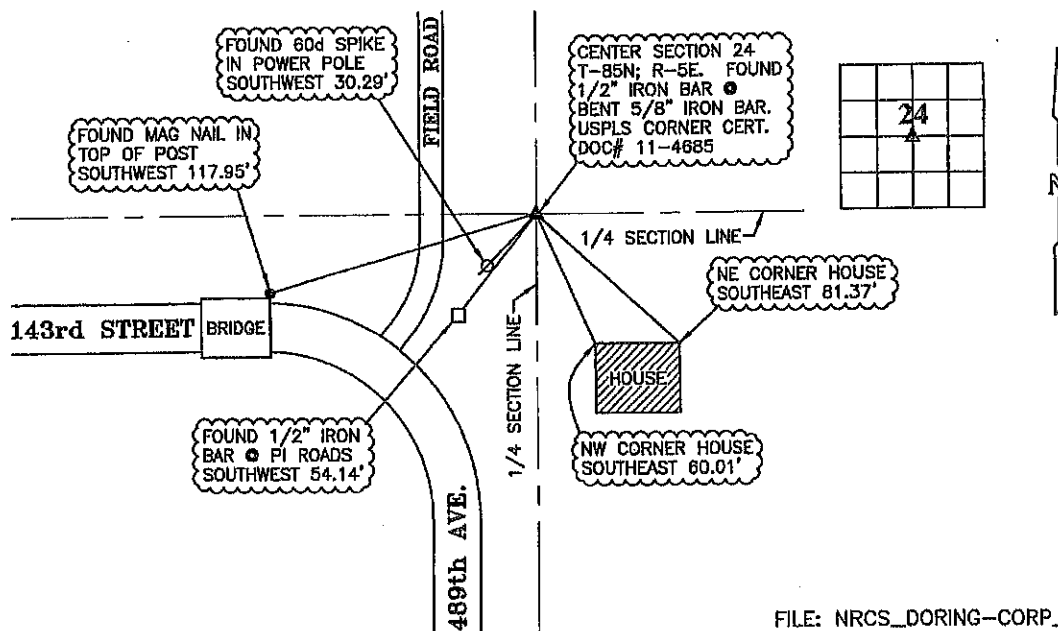 FOUND 60d SPIKE
IN POWER POLE
SOUTHWEST 30.29'
FIELD ROAD
CENTER SECTION 24
T-85N; R-5E. FOUND
1/2" IRON BAR @
BENT 5/8" IRON BAR.
USPLS CORNER CERT.
DOC# 11-4685
24
FOUND MAG NAIL IN
TOP OF POST
SOUTHWEST 117.95'
1/4 SECTION LINE
NE CORNER HOUSE
SOUTHEAST 81.37'
143rd STREET
BRIDGE
1/4 SECTION LINE
HOUSE
FOUND 1/2" IRON
BAR @ PI ROADS
SOUTHWEST 54.14'
NW CORNER HOUSE
SOUTHEAST 60.01'
489th AVE.
FILE: NRCS_DORING-CORP_